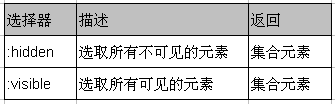 选择器 描述 返回
:hidden 选取所有不可见的元素 集合元素
:visible 选取所有可见的元素 集合元素